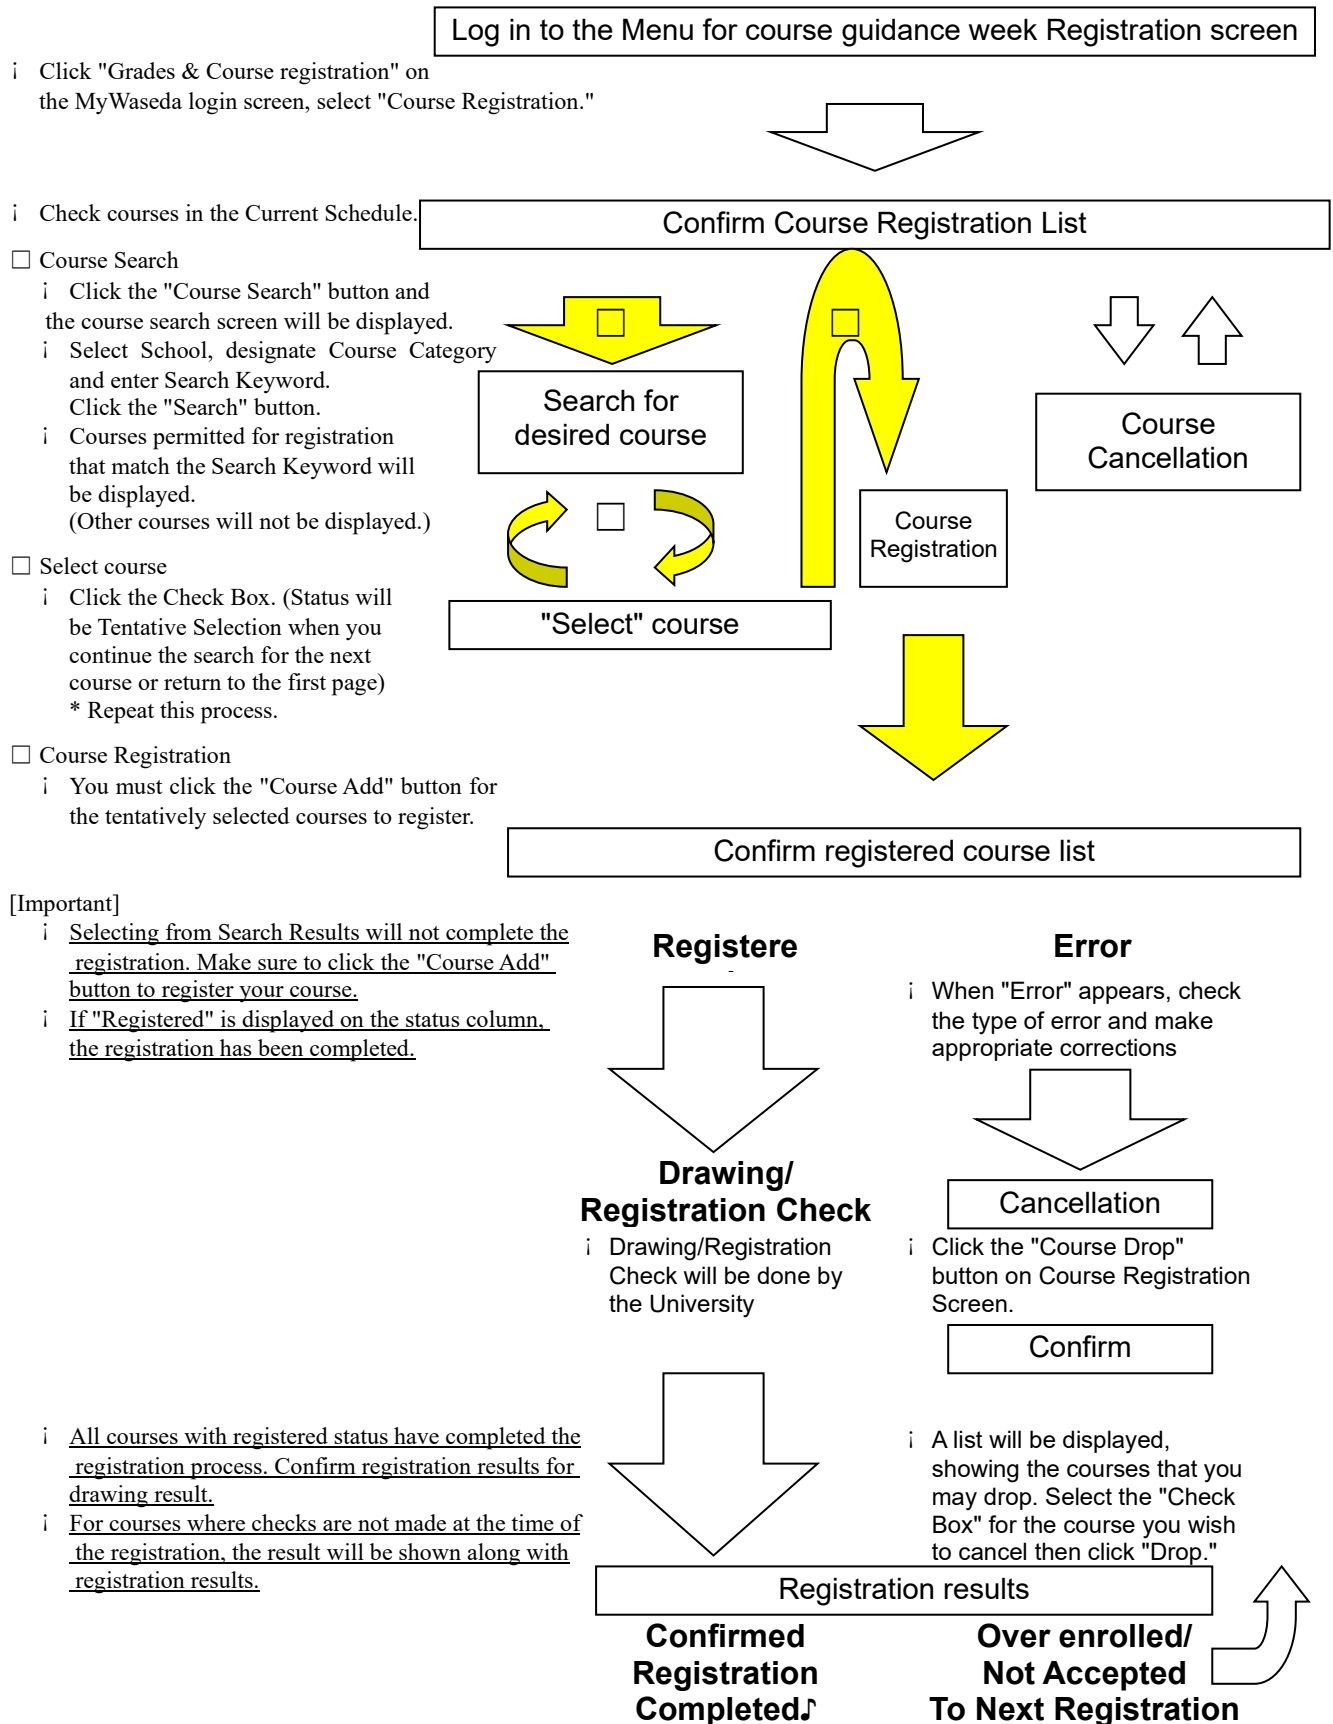 Log in to the Menu for course guidance week Registration screen
¡ Click "Grades & Course registration" on
the MyWaseda login screen, select "Course Registration."
¡ Check courses in the Current Schedule.
Confirm Course Registration List
□ Course Search
¡ Click the "Course Search" button and
the course search screen will be displayed.
¡ Select School, designate Course Category
and enter Search Keyword.
Click the "Search" button.
¡ Courses permitted for registration
that match the Search Keyword will
be displayed.
(Other courses will not be displayed.)
□ Select course
¡ Click the Check Box. (Status will
be Tentative Selection when you
continue the search for the next
course or return to the first page)
* Repeat this process.
□ Course Registration
¡ You must click the "Course Add" button for
the tentatively selected courses to register.
□
Search for
desired course
□
"Select" course
□
Course
Registration
Course
Cancellation
Confirm registered course list
[Important]
¡ Selecting from Search Results will not complete the
registration. Make sure to click the "Course Add"
button to register your course.
¡ If "Registered" is displayed on the status column,
the registration has been completed.
Registere
Error
¡ When "Error" appears, check
the type of error and make
appropriate corrections
Drawing/
Registration Check
¡ Drawing/Registration
Check will be done by
the University
Cancellation
¡ Click the "Course Drop"
button on Course Registration
Screen.
Confirm
¡ All courses with registered status have completed the
registration process. Confirm registration results for
drawing result.
¡ For courses where checks are not made at the time of
the registration, the result will be shown along with
registration results.
¡ A list will be displayed,
showing the courses that you
may drop. Select the "Check
Box" for the course you wish
to cancel then click "Drop."
Registration results
Confirmed
Registration
Completed♪
Over enrolled/
Not Accepted
To Next Registration